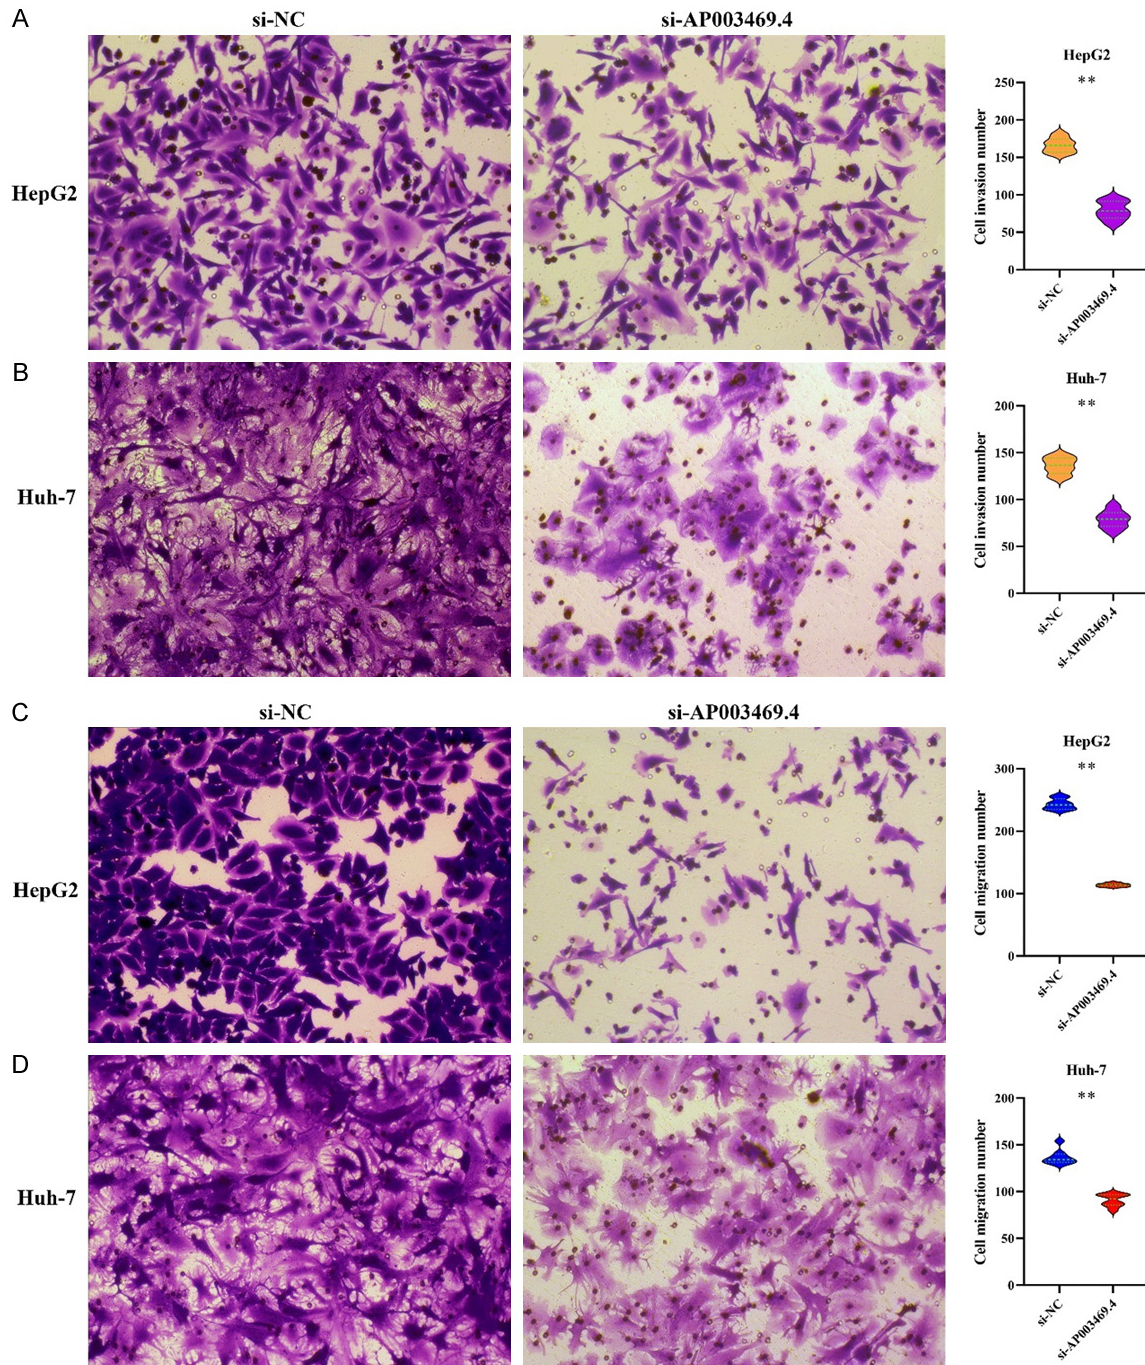 A
si-NC
si-AP003469.4
HepG2
HepG2
**
Cell invasion number
250
200
150
100
50
0
si-NC
si-AP003469.4
B
Huh-7
Huh-7
**
Cell invasion number
200
150
100
50
0
si-NC
si-AP003469.4
C
si-NC
si-AP003469.4
HepG2
HepG2
**
Cell migration number
300
200
100
0
si-NC
si-AP003469.4
D
Huh-7
Huh-7
**
Cell migration number
200
150
100
50
0
si-NC
si-AP003469.4